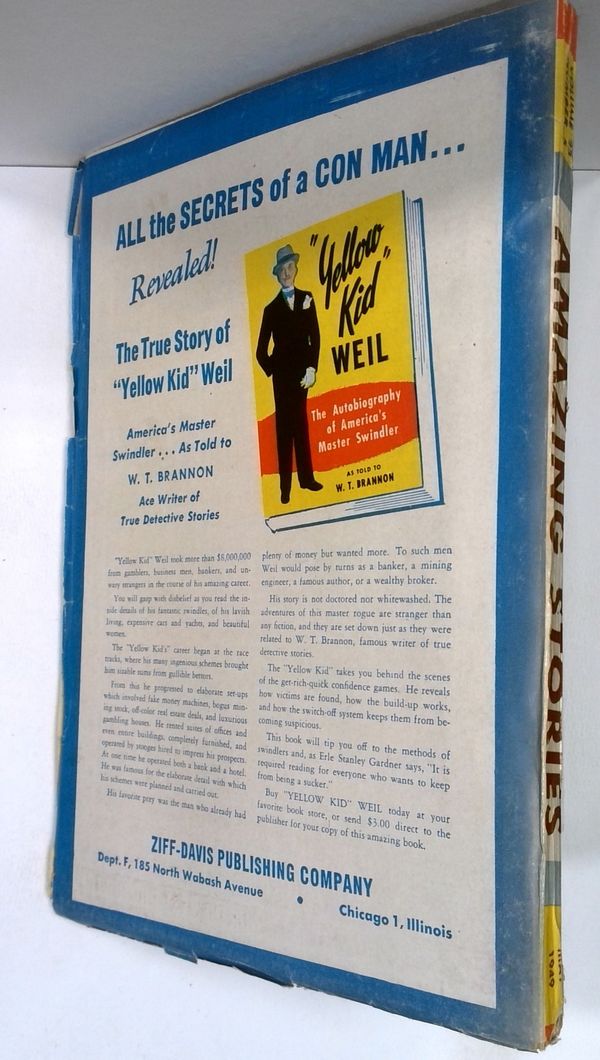 ALL the SECRETS of a CON MAN...
Revealed!
The True Story of
"Yellow Kid" Weil
America's Master
Swindler... As Told to
W. T. BRANNON
Ace Writer of
True Detective Stories
"Yellow
Kid"
WEIL
The Autobiography
of America's
Master Swindler
AS TOLD TO
W. T. BRANNON
"Yellow Kid" Weil took more than $8,000,000
from gamblers, business men, bankers, and un-
wary strangers in the course of his amazing career.
You will gasp with disbelief as you read the in-
side details of his fantastic swindles, of his lavish
living, expensive cars and yachts, and beautiful
women.
The "Yellow Kid's" career began at the race
tracks, where his many ingenious schemes brought
him sizable sums from gullible bettors.
From this he progressed to elaborate set-ups
which involved fake money machines, bogus min-
ing stock, off-color real estate deals, and luxurious
gambling houses. He rented suites of offices and
even entire buildings, completely furnished, and
operated by stooges hired to impress his prospects.
At one time he operated both a bank and a hotel.
He was famous for the elaborate detail with which
his schemes were planned and carried out.
His favorite prey was the man who already had
plenty of money but wanted more. To such men
Weil would pose by turns as a banker, a mining
engineer, a famous author, or a wealthy broker.
His story is not doctored nor whitewashed. The
adventures of this master rogue are stranger than
any fiction, and they are set down just as they were
related to W. T. Brannon, famous writer of true
detective stories.
The "Yellow Kid" takes you behind the scenes
of the get-rich-quick confidence games. He reveals
how victims are found, how the build-up works,
and how the switch-off system keeps them from be-
coming suspicious.
This book will tip you off to the methods of
swindlers and, as Erle Stanley Gardner says, "It is
required reading for everyone who wants to keep
from being a sucker."
Buy "YELLOW KID" WEIL today at your
favorite book store, or send $3.00 direct to the
publisher for your copy of this amazing book.
ZIFF-DAVIS PUBLISHING COMPANY
Dept. F, 185 North Wabash Avenue • Chicago 1, Illinois
AMAZING STORIES
1949